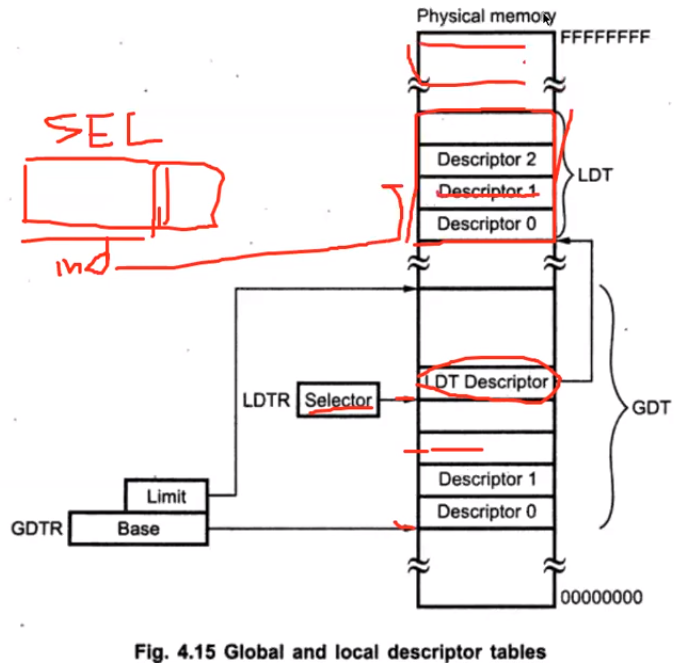 Physical memory
FFFFFFFF
SEL
Descriptor 2
LDT
Descriptor 1
Descriptor 0
ind
LDT Descriptor
LDTR
Selector
GDT
Descriptor 1
Limit
Descriptor 0
GDTR
Base
00000000
Fig. 4.15 Global and local descriptor tables